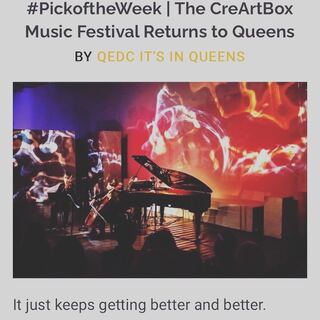 #PickoftheWeek | The CreArtBox
Music Festival Returns to Queens
BY QEDC IT'S IN QUEENS
It just keeps getting better and better.